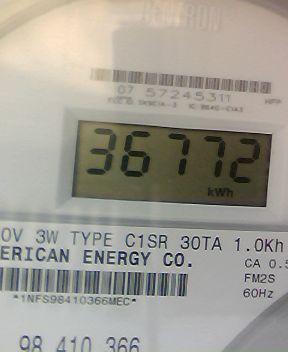 CENTRON
07 57245311
36772
kWh
0V 3W TYPE C1SR 30TA 1.0Kh
ERICAN ENERGY CO.
CA 0.5
FM2S
60Hz
*1NFS98410366MEC*
98 410 366